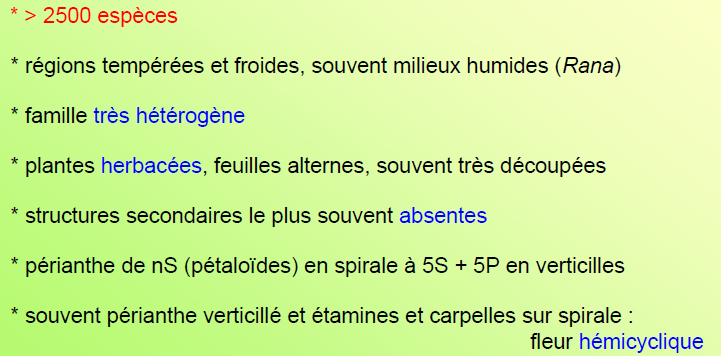 * > 2500 espèces
* régions tempérées et froides, souvent milieux humides (Rana)
* famille très hétérogène
* plantes herbacées, feuilles alternes, souvent très découpées
* structures secondaires le plus souvent absentes
* périanthe de nS (pétaloïdes) en spirale à 5S + 5P en verticilles
* souvent périanthe verticillé et étamines et carpelles sur spirale :
fleur hémicyclique